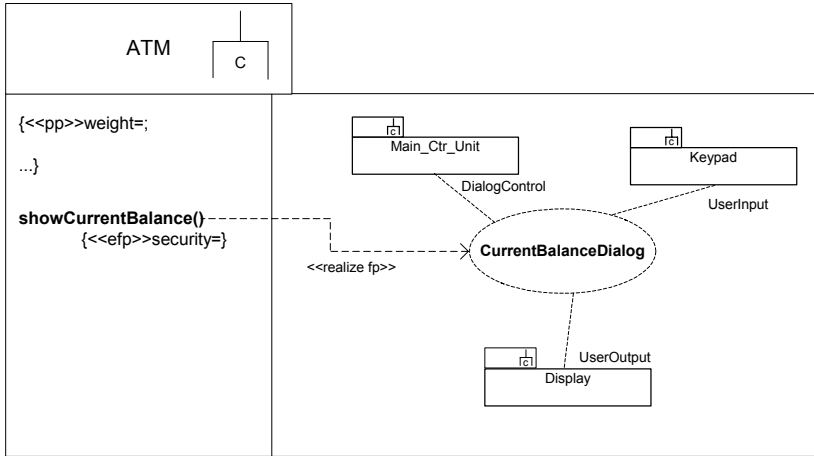 ATM
C
{<<pp>>weight=;
...}
showCurrentBalance()
{<<efp>>security=}
<<realize fp>>
C
Main_Ctr_Unit
DialogControl
C
Keypad
UserInput
CurrentBalanceDialog
C
UserOutput
Display